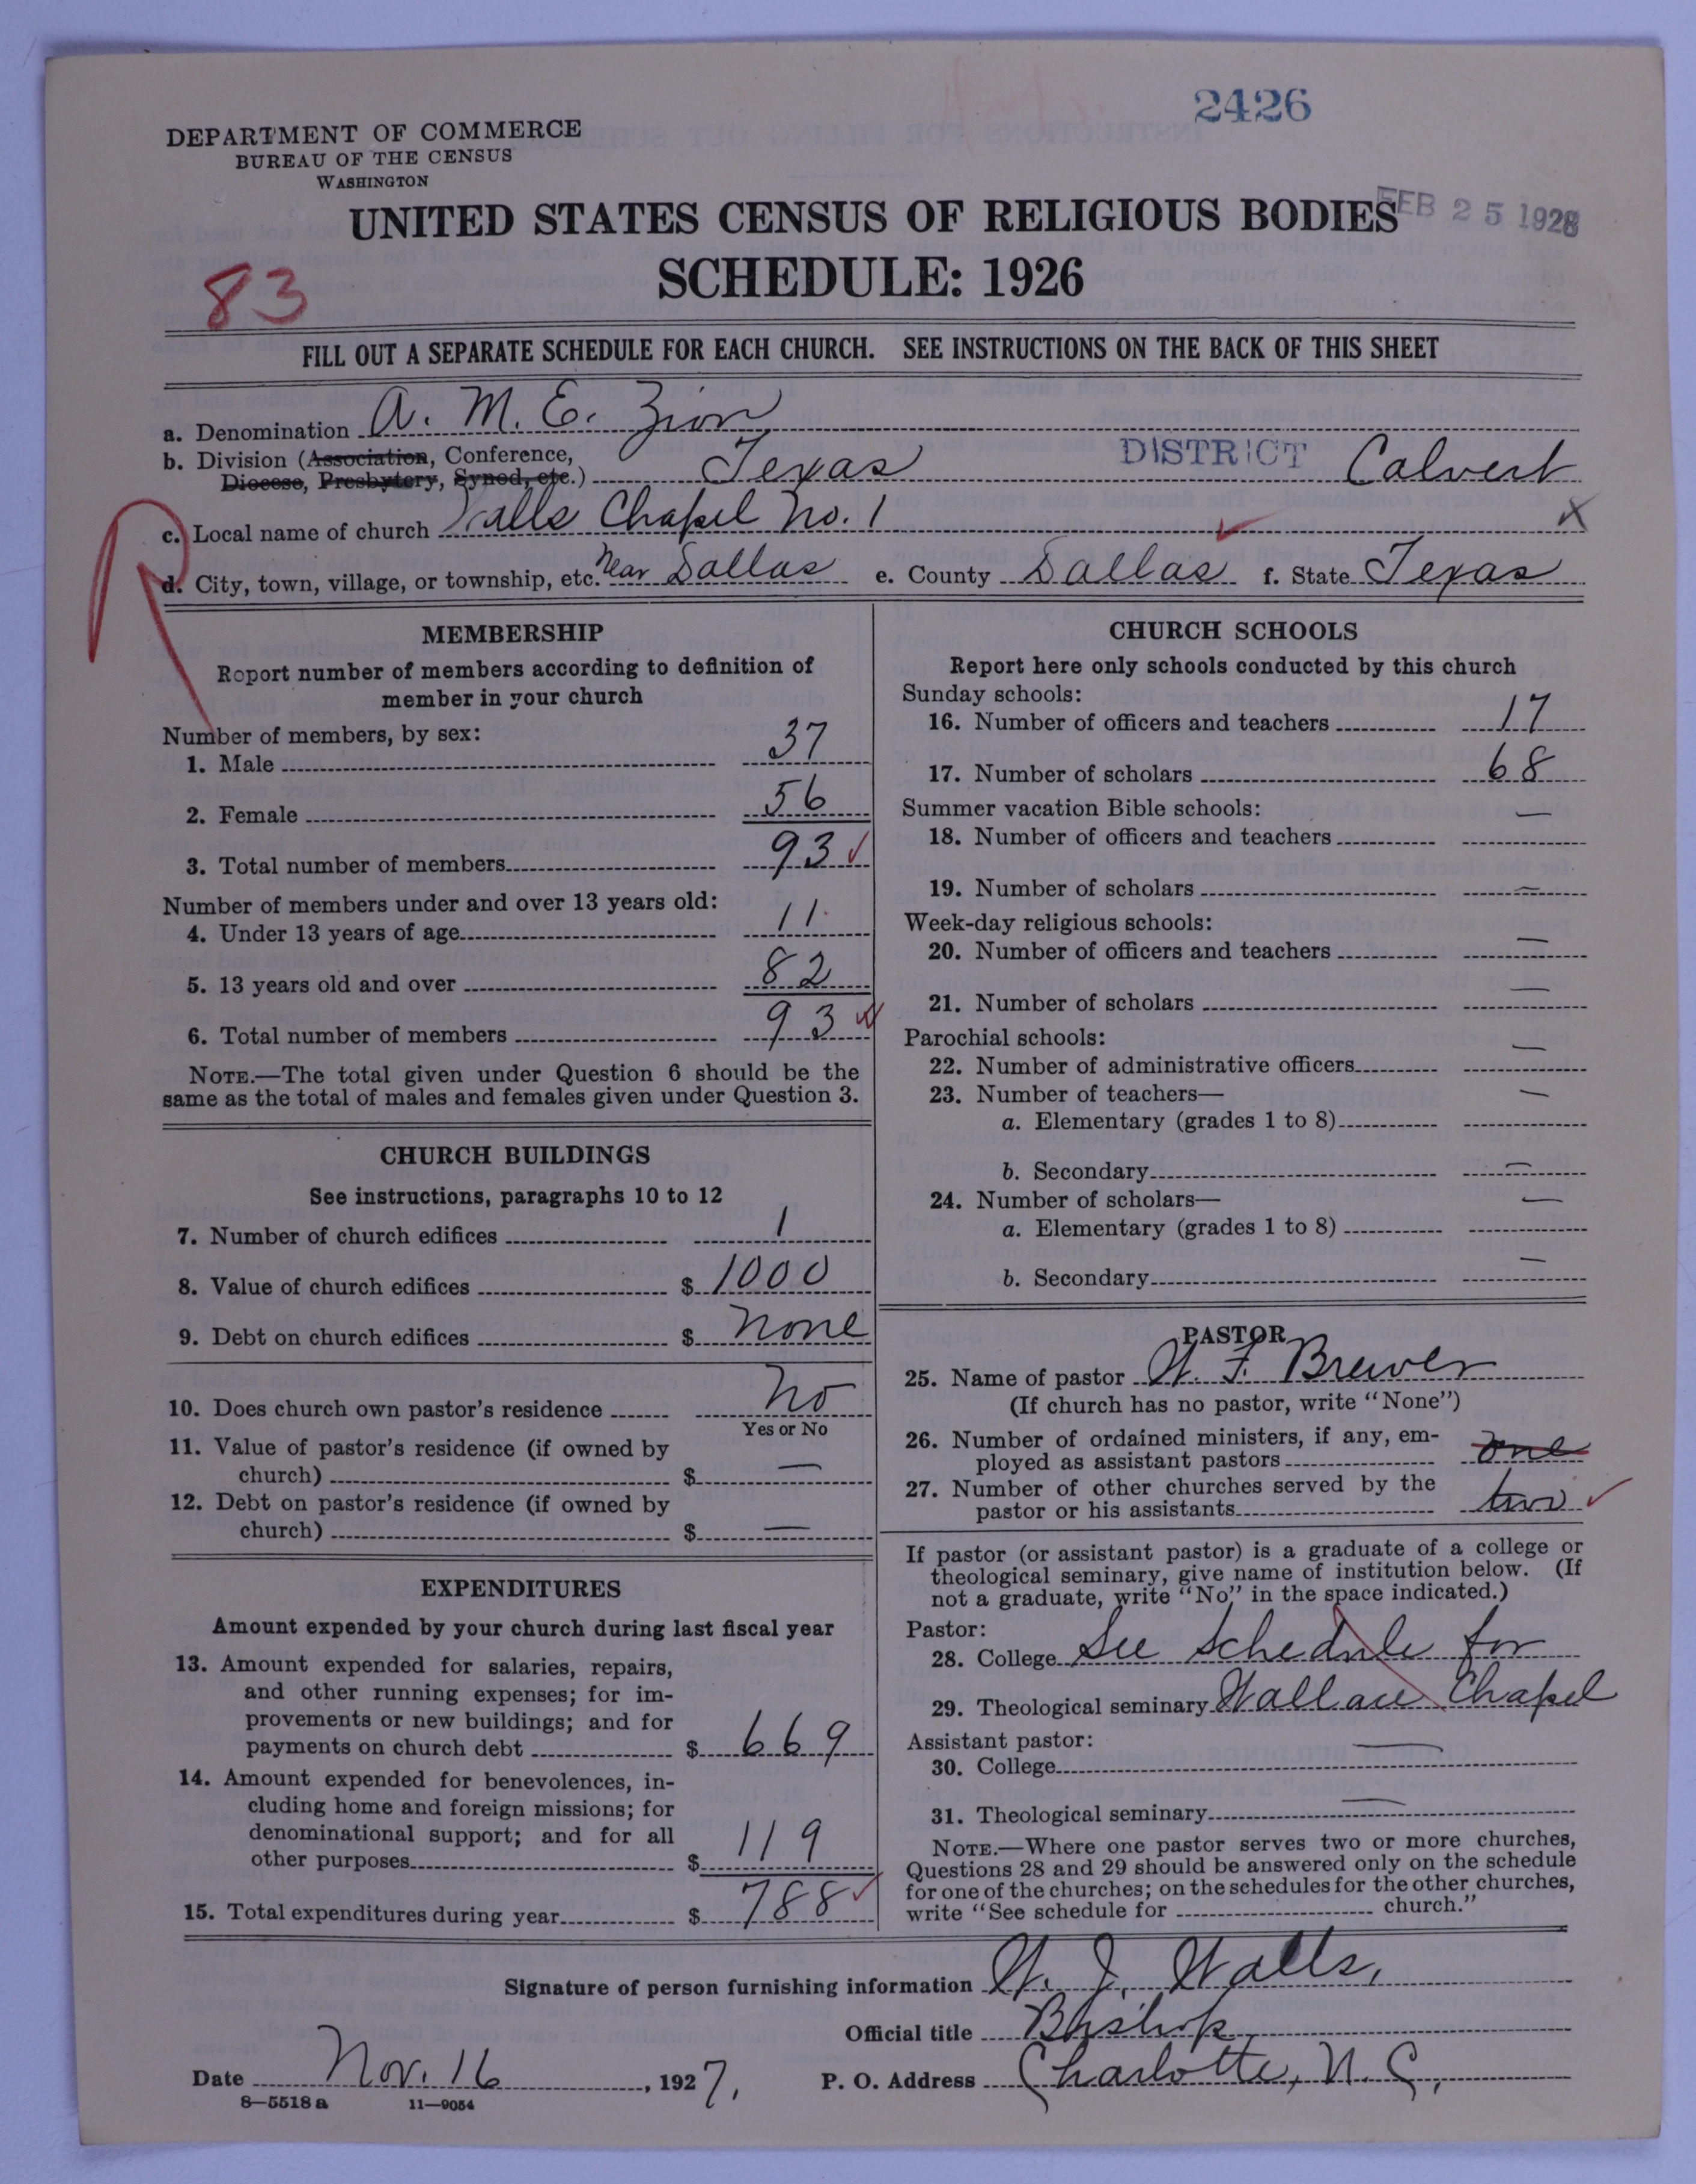 2426
DEPARTMENT OF COMMERCE
BUREAU OF THE CENSUS
WASHINGTON
UNITED STATES CENSUS OF RELIGIOUS BODIES
FEB 25 1928
SCHEDULE: 1926
83
FILL OUT A SEPARATE SCHEDULE FOR EACH CHURCH. SEE INSTRUCTIONS ON THE BACK OF THIS SHEET
a. Denomination A. M. E. Zion
b. Division (Association, Conference, Diocese, Presbytery, Synod, etc.) Texas DISTRICT Calvert
c. Local name of church Walls Chapel No. 1 X
d. City, town, village, or township, etc. Near Dallas e. County Dallas f. State Texas
R
MEMBERSHIP
Report number of members according to definition of
member in your church
Number of members, by sex:
1. Male 37
2. Female 56
3. Total number of members 93
Number of members under and over 13 years old:
4. Under 13 years of age 11
5. 13 years old and over 82
6. Total number of members 93
NOTE.—The total given under Question 6 should be the
same as the total of males and females given under Question 3.
CHURCH BUILDINGS
See instructions, paragraphs 10 to 12
7. Number of church edifices 1
8. Value of church edifices $ 1000
9. Debt on church edifices $ none
10. Does church own pastor's residence No
Yes or No
11. Value of pastor's residence (if owned by
church) $ —
12. Debt on pastor's residence (if owned by
church) $ —
EXPENDITURES
Amount expended by your church during last fiscal year
13. Amount expended for salaries, repairs,
and other running expenses; for im-
provements or new buildings; and for
payments on church debt $ 669
14. Amount expended for benevolences, in-
cluding home and foreign missions; for
denominational support; and for all
other purposes $ 119
15. Total expenditures during year $ 788
CHURCH SCHOOLS
Report here only schools conducted by this church
Sunday schools:
16. Number of officers and teachers 17
17. Number of scholars 68
Summer vacation Bible schools:
18. Number of officers and teachers —
19. Number of scholars —
Week-day religious schools:
20. Number of officers and teachers —
21. Number of scholars —
Parochial schools:
22. Number of administrative officers —
23. Number of teachers—
a. Elementary (grades 1 to 8) —
b. Secondary —
24. Number of scholars—
a. Elementary (grades 1 to 8) —
b. Secondary —
PASTOR
25. Name of pastor W. F. Brewer
(If church has no pastor, write "None")
26. Number of ordained ministers, if any, em-
ployed as assistant pastors one
27. Number of other churches served by the
pastor or his assistants two
If pastor (or assistant pastor) is a graduate of a college or
theological seminary, give name of institution below. (If
not a graduate, write "No" in the space indicated.)
Pastor:
28. College See Schedule for
29. Theological seminary Wallace Chapel
Assistant pastor:
30. College —
31. Theological seminary —
NOTE.—Where one pastor serves two or more churches,
Questions 28 and 29 should be answered only on the schedule
for one of the churches; on the schedules for the other churches,
write "See schedule for church."
Signature of person furnishing information W. J. Walls,
Official title Bishop
Date Nov. 16, 1927. P. O. Address Charlotte, N. C.,
8—5518 a 11—9054